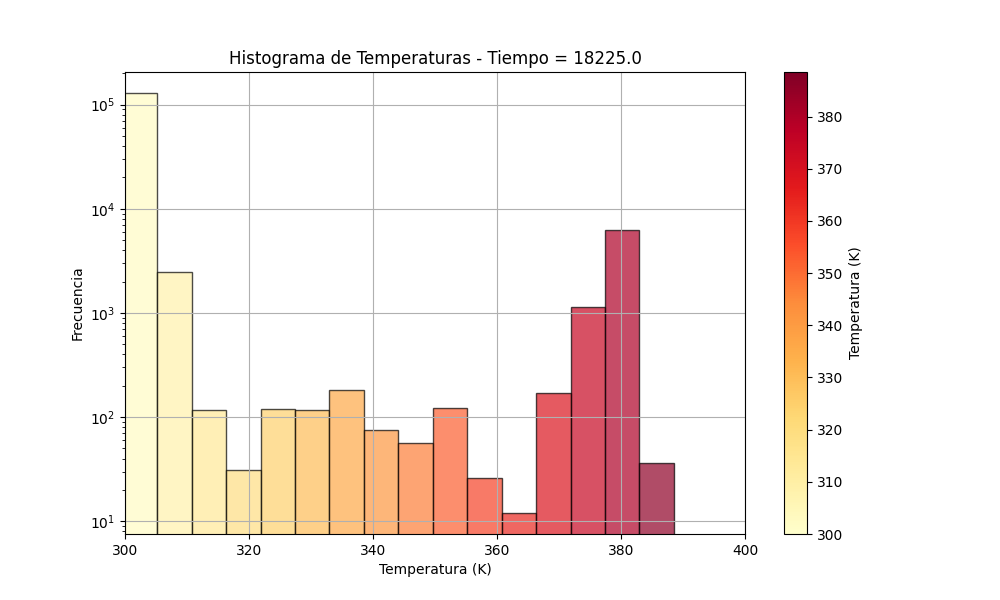 Histograma de Temperaturas - Tiempo = 18225.0
Frecuencia
10^5
10^4
10^3
10^2
10^1
300 320 340 360 380 400
Temperatura (K)
380
370
360
350
340
330
320
310
300
Temperatura (K)